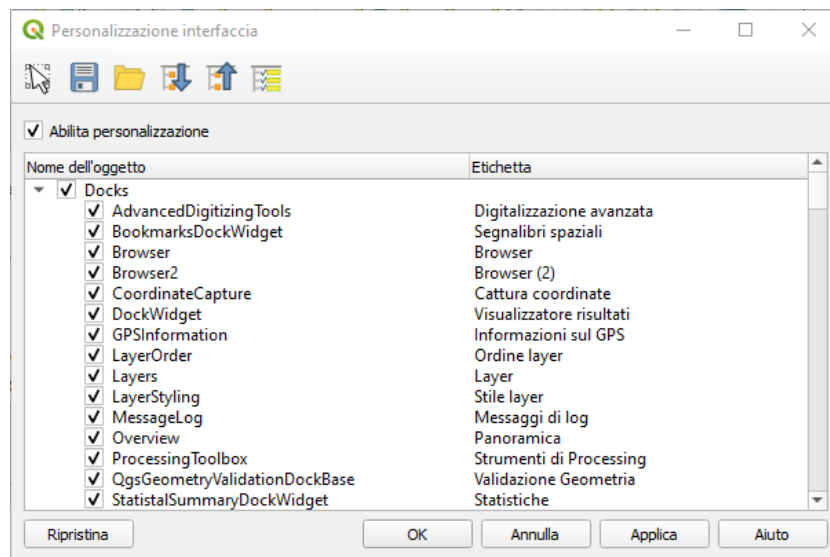 Personalizzazione interfaccia
Abilita personalizzazione
Nome dell'oggetto Etichetta
Docks
AdvancedDigitizingTools Digitalizzazione avanzata
BookmarksDockWidget Segnalibri spaziali
Browser Browser
Browser2 Browser (2)
CoordinateCapture Cattura coordinate
DockWidget Visualizzatore risultati
GPSInformation Informazioni sul GPS
LayerOrder Ordine layer
Layers Layer
LayerStyling Stile layer
MessageLog Messaggi di log
Overview Panoramica
ProcessingToolbox Strumenti di Processing
QgsGeometryValidationDockBase Validazione Geometria
StatistalSummaryDockWidget Statistiche
Ripristina OK Annulla Applica Aiuto